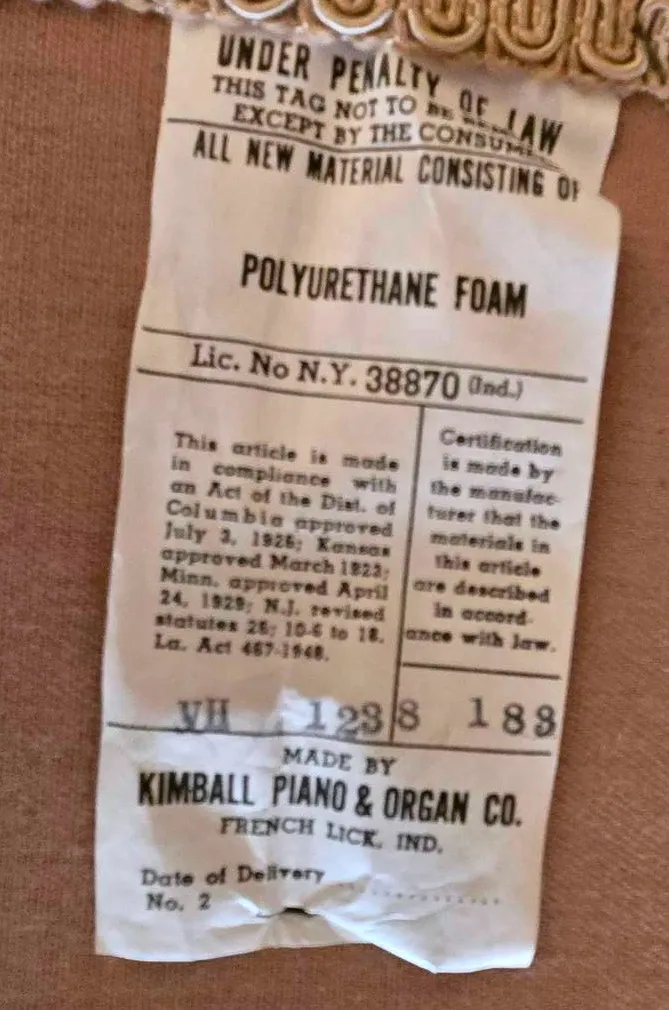 UNDER PENALTY OF LAW
THIS TAG NOT TO BE
EXCEPT BY THE CONSUME
ALL NEW MATERIAL CONSISTING OF
POLYURETHANE FOAM
Lic. No N.Y. 38870 (Ind.)
This article is made
in compliance with
an Act of the Dist. of
Columbia approved
July 3, 1926; Kansas
approved March 1923;
Minn. approved April
24, 1929; N.J. revised
statutes 26; 10-6 to 18.
La. Act 467-1948.
Certification
is made by
the manufac-
turer that the
materials in
this article
are described
in accord-
ance with law.
VH 1238 183
MADE BY
KIMBALL PIANO & ORGAN CO.
FRENCH LICK, IND.
Date of Delivery
No. 2